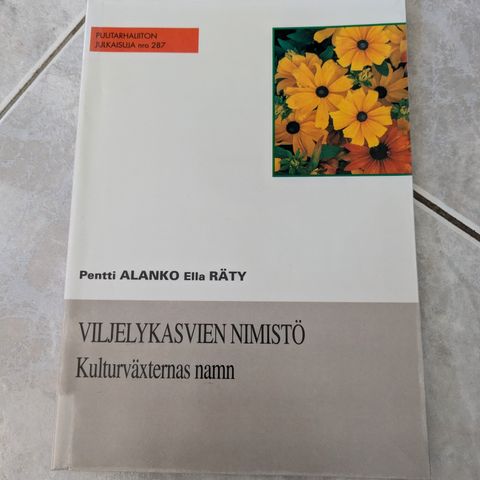 PUUTARHALIITON
JULKAISUJA nro 287
Pentti ALANKO Ella RÄTY
VILJELYKASVIEN NIMISTÖ
Kulturväxternas namn